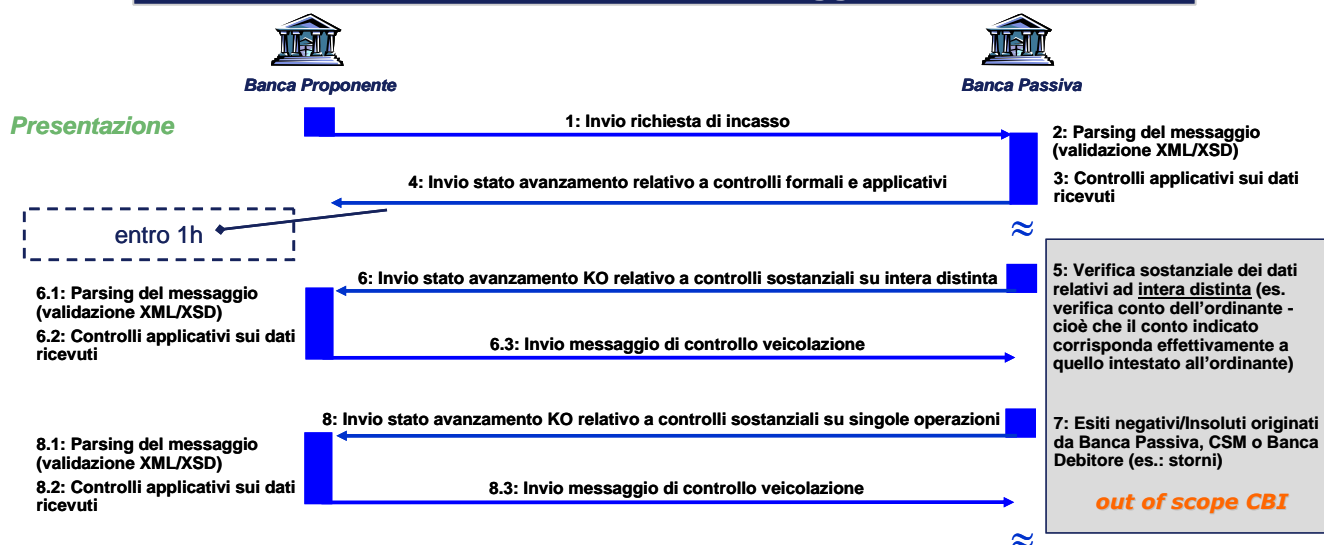 Banca Proponente
Banca Passiva
Presentazione
1: Invio richiesta di incasso
2: Parsing del messaggio
(validazione XML/XSD)
3: Controlli applicativi sui dati
ricevuti
4: Invio stato avanzamento relativo a controlli formali e applicativi
entro 1h
≈
5: Verifica sostanziale dei dati
relativi ad intera distinta (es.
verifica conto dell'ordinante -
cioè che il conto indicato
corrisponda effettivamente a
quello intestato all'ordinante)
6: Invio stato avanzamento KO relativo a controlli sostanziali su intera distinta
6.1: Parsing del messaggio
(validazione XML/XSD)
6.2: Controlli applicativi sui dati
ricevuti
6.3: Invio messaggio di controllo veicolazione
7: Esiti negativi/Insoluti originati
da Banca Passiva, CSM o Banca
Debitore (es.: storni)
8: Invio stato avanzamento KO relativo a controlli sostanziali su singole operazioni
8.1: Parsing del messaggio
(validazione XML/XSD)
8.2: Controlli applicativi sui dati
ricevuti
8.3: Invio messaggio di controllo veicolazione
out of scope CBI
≈